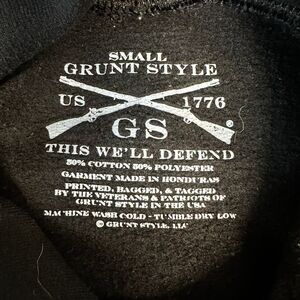 SMALL
GRUNT STYLE
US 1776
GS ®
THIS WE'LL DEFEND
50% COTTON 50% POLYESTER
GARMENT MADE IN HONDURAS
PRINTED, BAGGED, & TAGGED
BY THE VETERANS & PATRIOTS OF
GRUNT STYLE IN THE USA
MACHINE WASH COLD - TUMBLE DRY LOW
© GRUNT STYLE, LLC